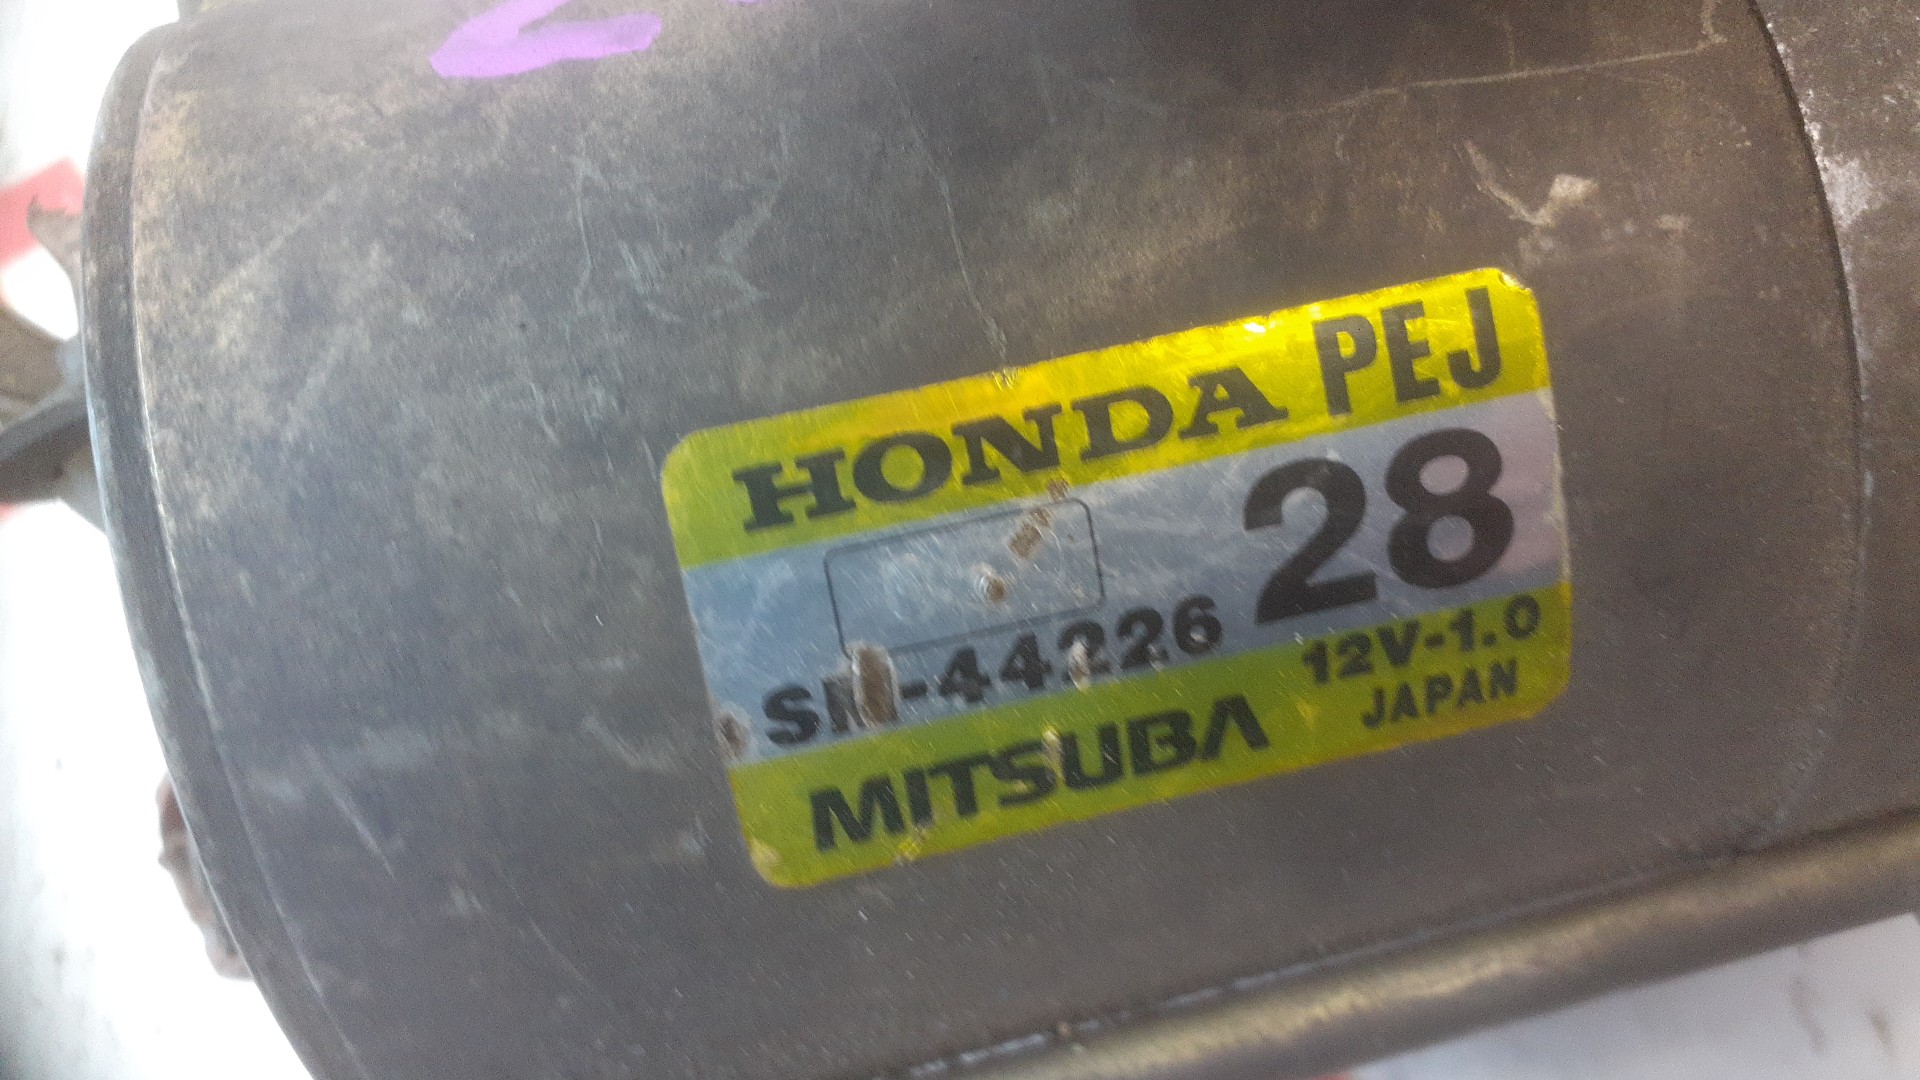 HONDA PEJ
28
SM-44226
12V-1.0
MITSUBA
JAPAN